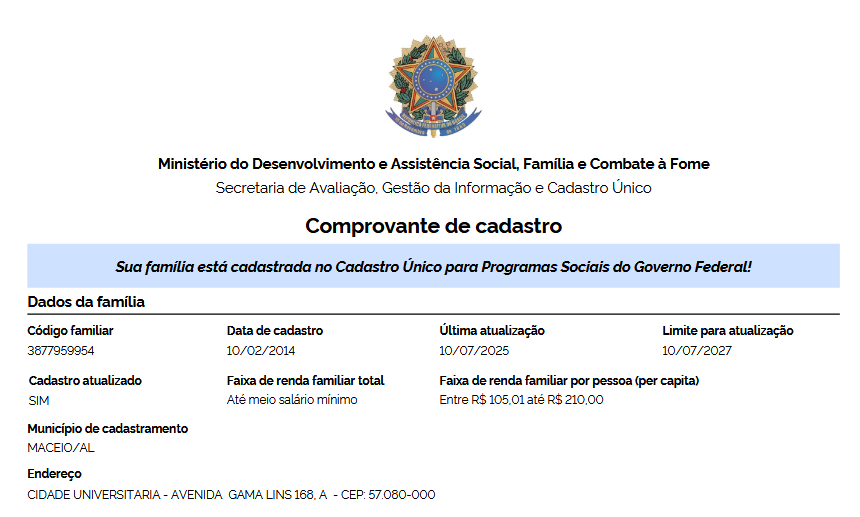 Ministério do Desenvolvimento e Assistência Social, Família e Combate à Fome
Secretaria de Avaliação, Gestão da Informação e Cadastro Único
Comprovante de cadastro
Sua família está cadastrada no Cadastro Único para Programas Sociais do Governo Federal!
Dados da família
Código familiar Data de cadastro Última atualização Limite para atualização
3877959954 10/02/2014 10/07/2025 10/07/2027
Cadastro atualizado Faixa de renda familiar total Faixa de renda familiar por pessoa (per capita)
SIM Até meio salário mínimo Entre R$ 105,01 até R$ 210,00
Município de cadastramento
MACEIO/AL
Endereço
CIDADE UNIVERSITARIA - AVENIDA GAMA LINS 168, A - CEP: 57.080-000